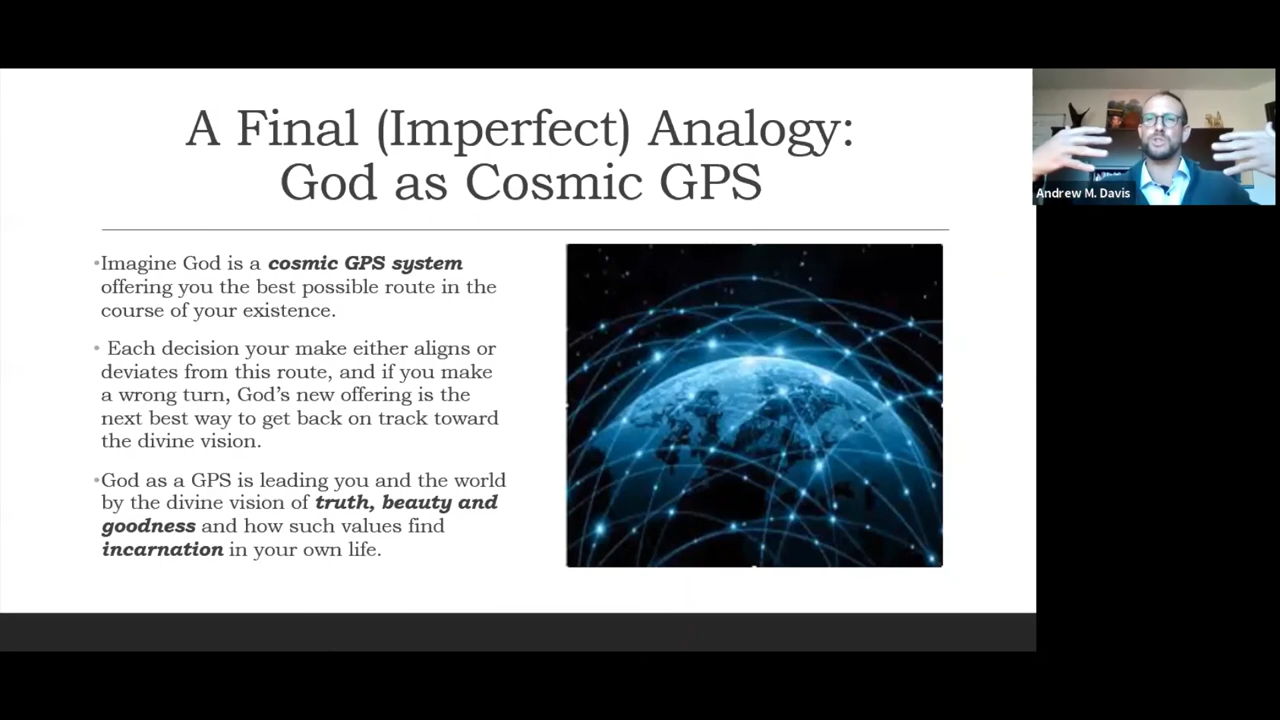 A Final (Imperfect) Analogy:
God as Cosmic GPS
•Imagine God is a cosmic GPS system
offering you the best possible route in the
course of your existence.
• Each decision your make either aligns or
deviates from this route, and if you make
a wrong turn, God's new offering is the
next best way to get back on track toward
the divine vision.
•God as a GPS is leading you and the world
by the divine vision of truth, beauty and
goodness and how such values find
incarnation in your own life.
Andrew M. Davis